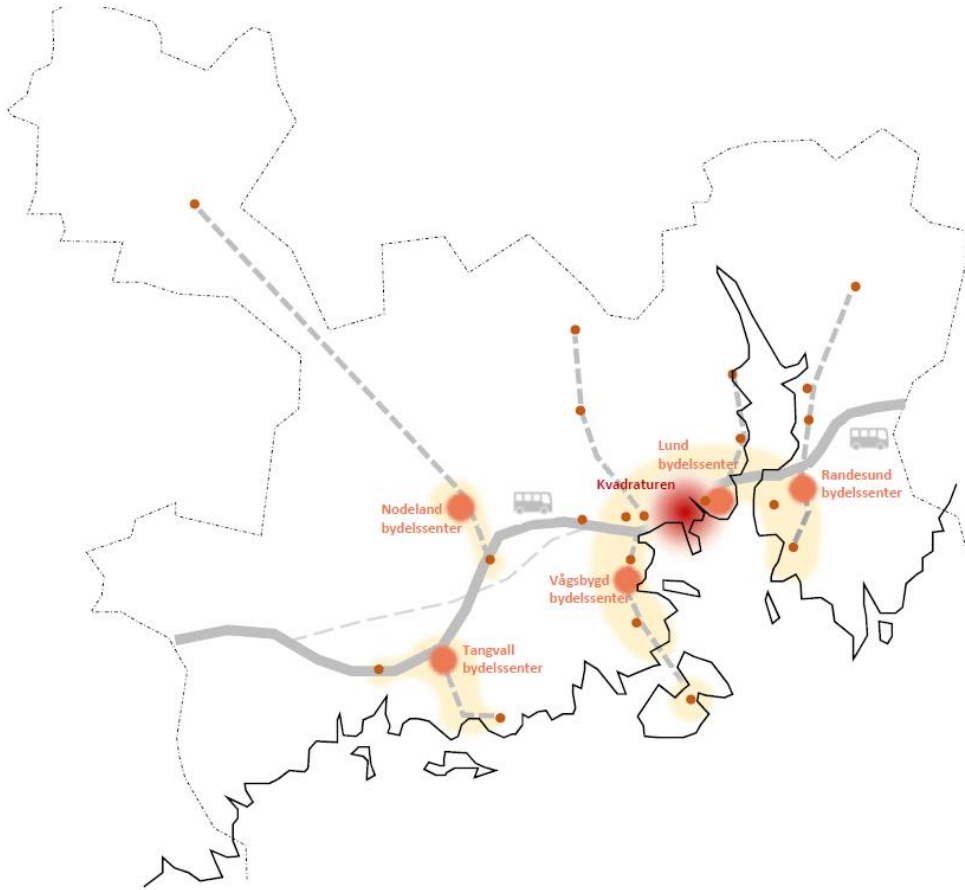 Lund
bydelssenter
Kvadraturen
Randesund
bydelssenter
Nodeland
bydelssenter
Vågsbygd
bydelssenter
Tangvall
bydelssenter